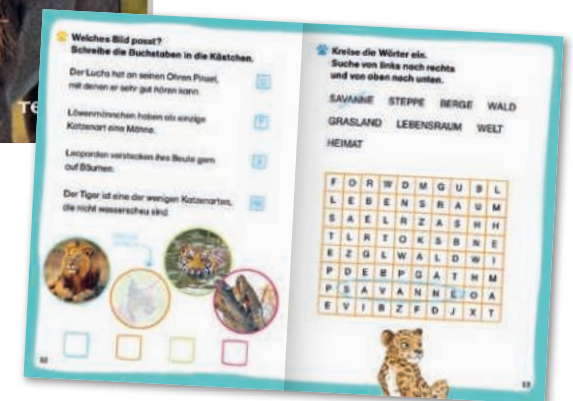 TE
Welches Bild passt?
Schreibe die Buchstaben in die Kästchen.
Der Luchs hat an seinen Ohren Pinsel,
mit denen er sehr gut hören kann.
Löwenmännchen haben als einzige
Katzenart eine Mähne.
Leoparden verstecken ihre Beute gern
auf Bäumen.
Der Tiger ist eine der wenigen Katzenarten,
die nicht wasserscheu sind.
Kreise die Wörter ein.
Suche von links nach rechts
und von oben nach unten.
SAVANNE STEPPE BERGE WALD
GRASLAND LEBENSRAUM WELT
HEIMAT
F O R W D M G U B L
L E B E N S R A U M
S A E L R Z A S H H
T L R T O K S B N E
E Z G L W A L D W I
P D E B P G A T H M
P S A V A N N E O A
E V I B Z F D J X T